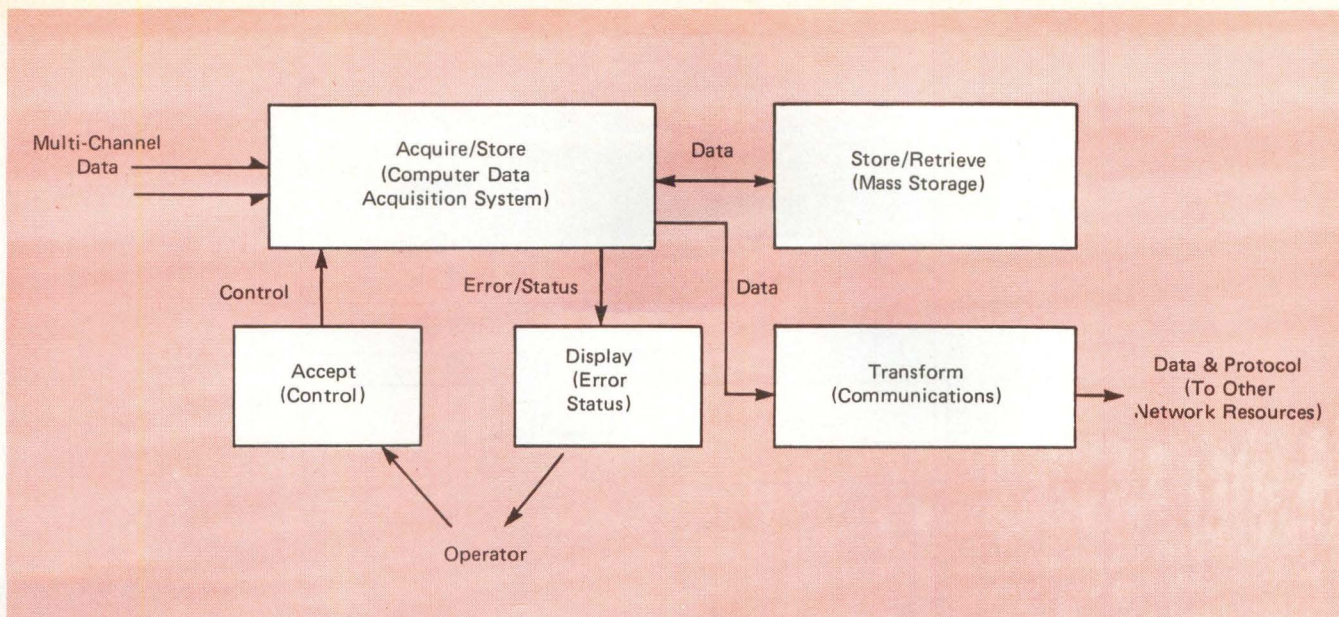 Multi-Channel
Data
Acquire/Store
(Computer Data
Acquisition System)
Data
Store/Retrieve
(Mass Storage)
Control
Error/Status
Data
Accept
(Control)
Display
(Error
Status)
Transform
(Communications)
Data & Protocol
(To Other
Network Resources)
Operator